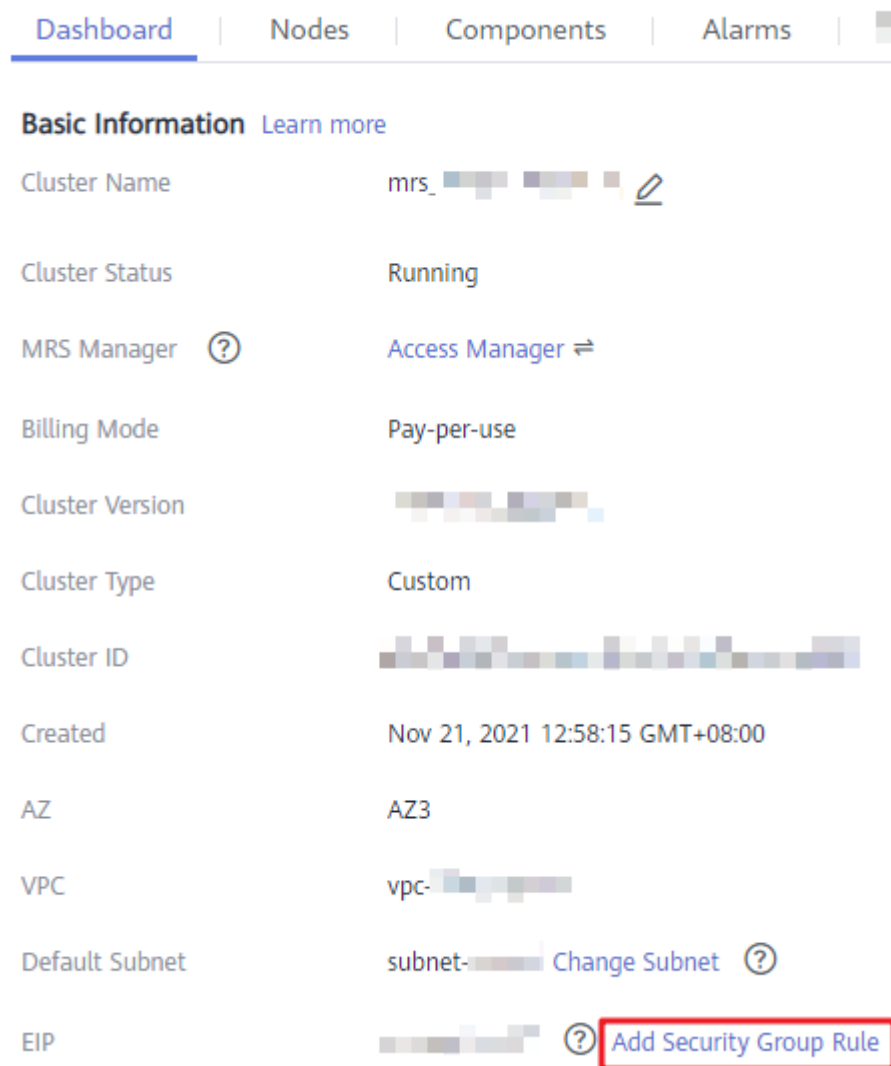 Dashboard Nodes Components Alarms
Basic Information Learn more
Cluster Name mrs_
Cluster Status Running
MRS Manager ? Access Manager ⇌
Billing Mode Pay-per-use
Cluster Version
Cluster Type Custom
Cluster ID
Created Nov 21, 2021 12:58:15 GMT+08:00
AZ AZ3
VPC vpc-
Default Subnet subnet- Change Subnet ?
EIP ? Add Security Group Rule